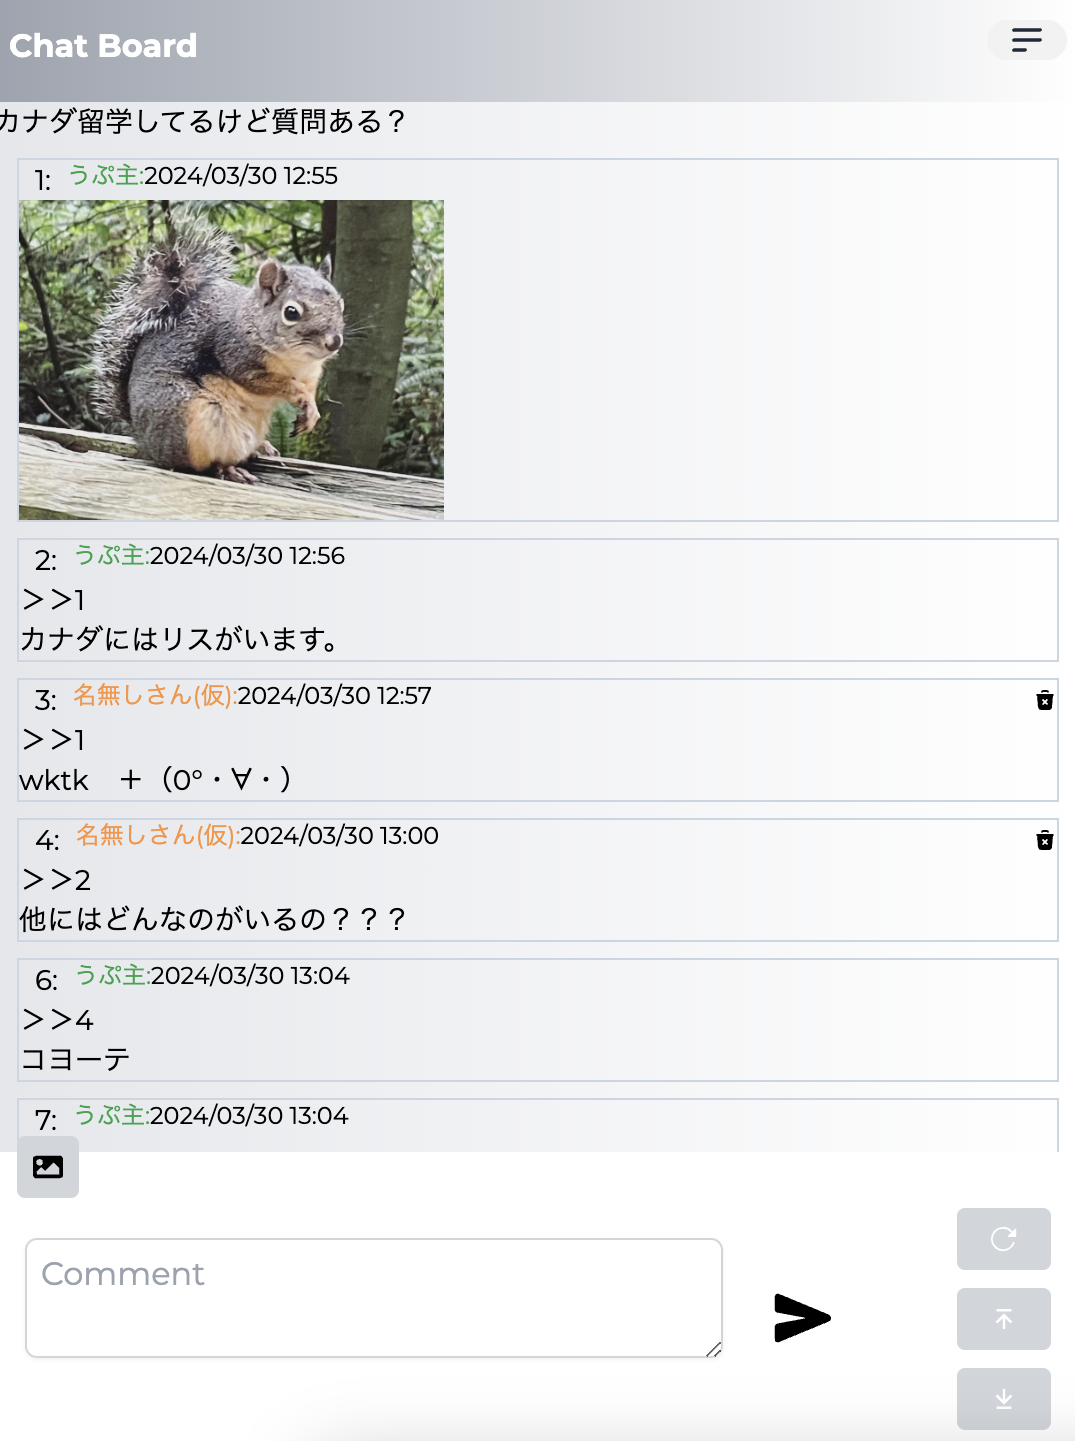 Chat Board
カナダ留学してるけど質問ある？
1: うぷ主:2024/03/30 12:55
2: うぷ主:2024/03/30 12:56
＞＞1
カナダにはリスがいます。
3: 名無しさん(仮):2024/03/30 12:57
＞＞1
wktk　＋（0°・∀・）
4: 名無しさん(仮):2024/03/30 13:00
＞＞2
他にはどんなのがいるの？？？
6: うぷ主:2024/03/30 13:04
＞＞4
コヨーテ
7: うぷ主:2024/03/30 13:04
Comment